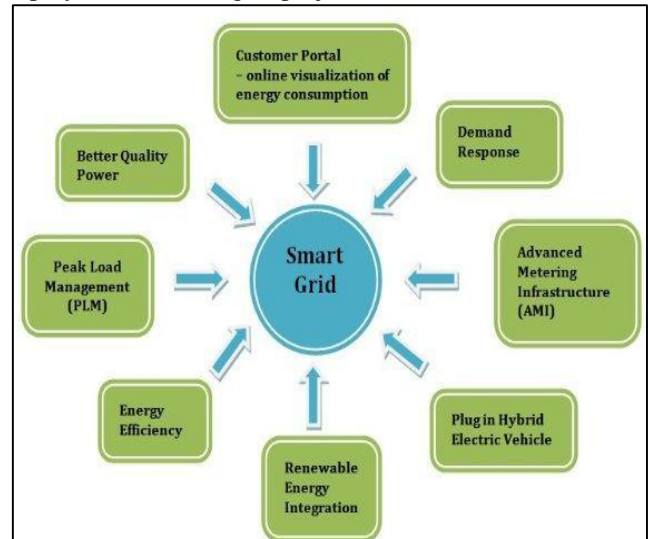 Customer Portal
– online visualization of
energy consumption
Demand
Response
Better Quality
Power
Smart
Grid
Advanced
Metering
Infrastructure
(AMI)
Peak Load
Management
(PLM)
Energy
Efficiency
Plug in Hybrid
Electric Vehicle
Renewable
Energy
Integration